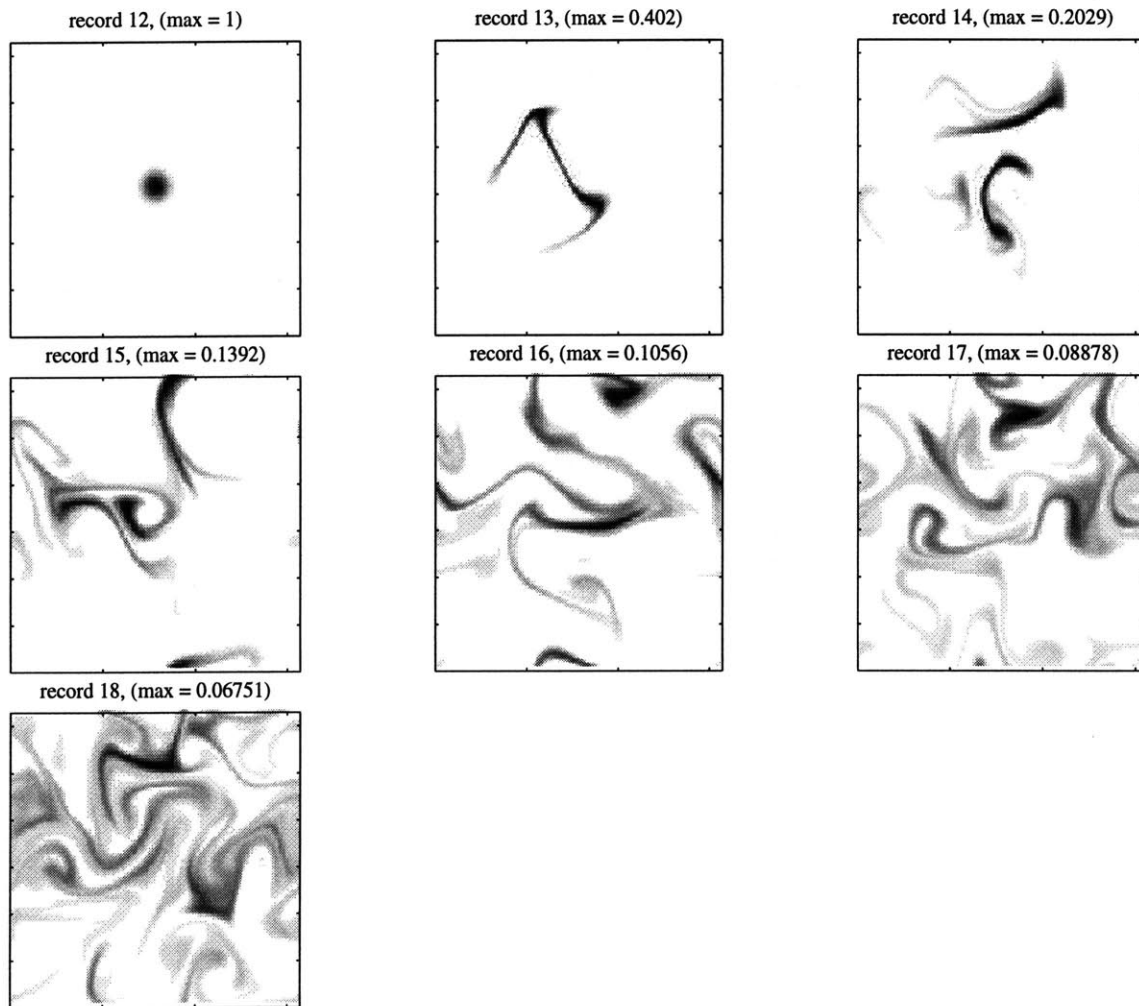 record 12, (max = 1)
record 13, (max = 0.402)
record 14, (max = 0.2029)
record 15, (max = 0.1392)
record 16, (max = 0.1056)
record 17, (max = 0.08878)
record 18, (max = 0.06751)